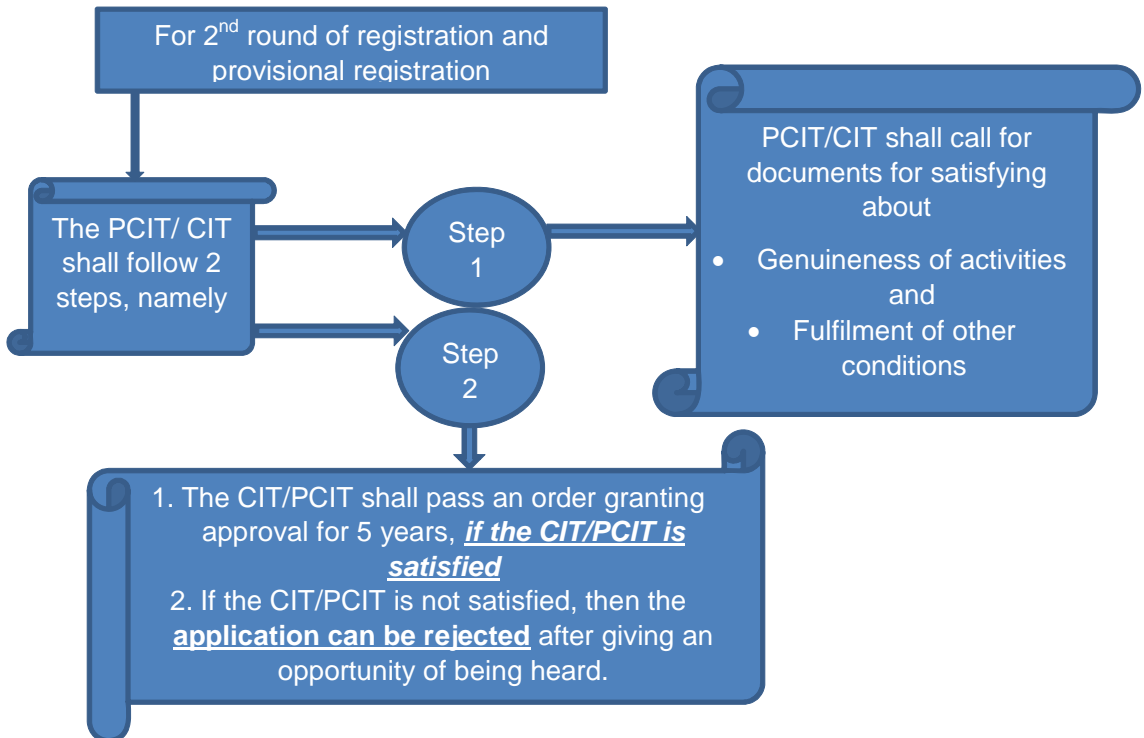 For 2nd round of registration and
provisional registration
The PCIT/ CIT
shall follow 2
steps, namely
Step
1
PCIT/CIT shall call for
documents for satisfying
about
• Genuineness of activities
and
• Fulfilment of other
conditions
Step
2
1. The CIT/PCIT shall pass an order granting
approval for 5 years, if the CIT/PCIT is
satisfied
2. If the CIT/PCIT is not satisfied, then the
application can be rejected after giving an
opportunity of being heard.